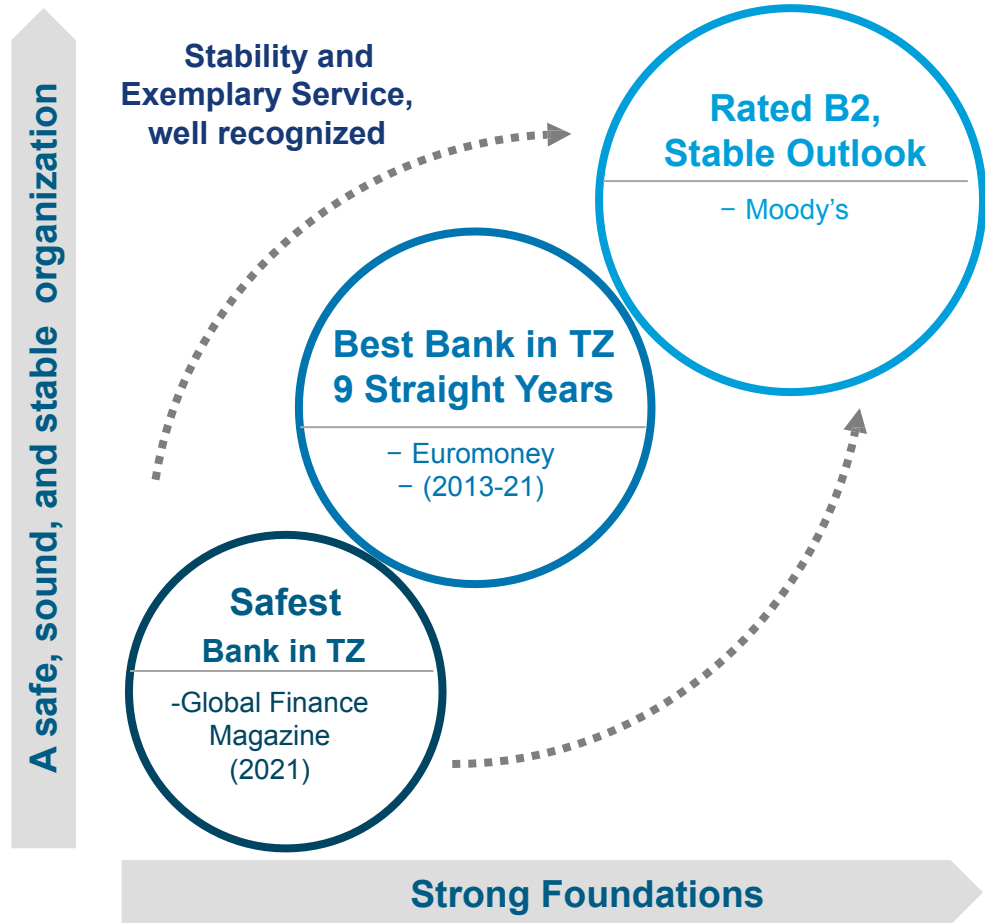 Stability and
Exemplary Service,
well recognized
Rated B2,
Stable Outlook
− Moody’s
Best Bank in TZ
9 Straight Years
− Euromoney
− (2013-21)
Safest
Bank in TZ
-Global Finance
Magazine
(2021)
A safe, sound, and stable organization
Strong Foundations